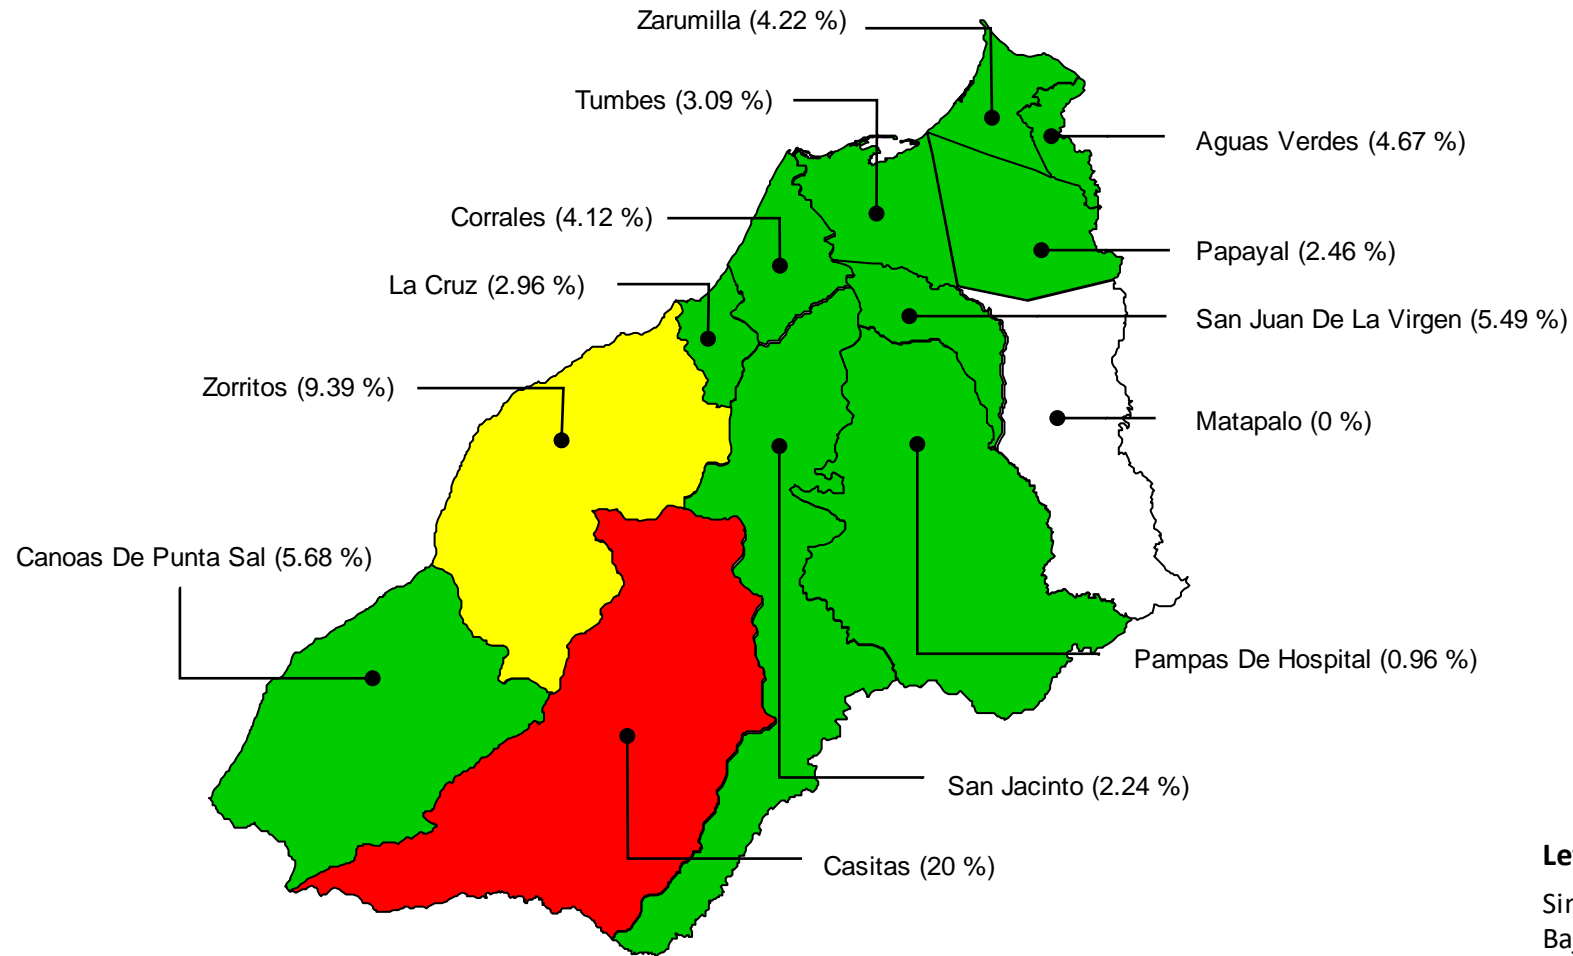 Zarumilla (4.22 %)
Tumbes (3.09 %)
Aguas Verdes (4.67 %)
Corrales (4.12 %)
Papayal (2.46 %)
La Cruz (2.96 %)
San Juan De La Virgen (5.49 %)
Zorritos (9.39 %)
Matapalo (0 %)
Canoas De Punta Sal (5.68 %)
Pampas De Hospital (0.96 %)
San Jacinto (2.24 %)
Casitas (20 %)